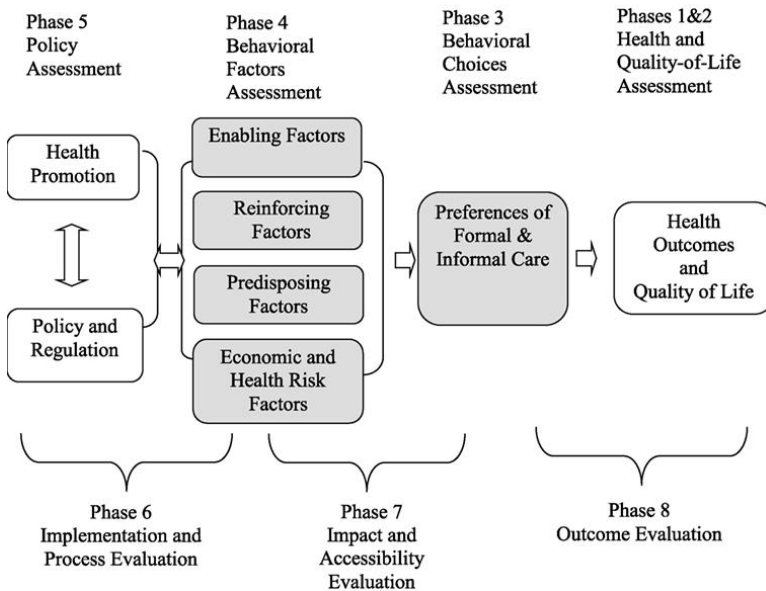 Phase 5
Policy
Assessment
Phase 4
Behavioral
Factors
Assessment
Phase 3
Behavioral
Choices
Assessment
Phases 1&2
Health and
Quality-of-Life
Assessment
Health
Promotion
Policy and
Regulation
Enabling Factors
Reinforcing
Factors
Predisposing
Factors
Economic and
Health Risk
Factors
Preferences of
Formal &
Informal Care
Health
Outcomes
and
Quality of Life
Phase 6
Implementation and
Process Evaluation
Phase 7
Impact and
Accessibility
Evaluation
Phase 8
Outcome Evaluation